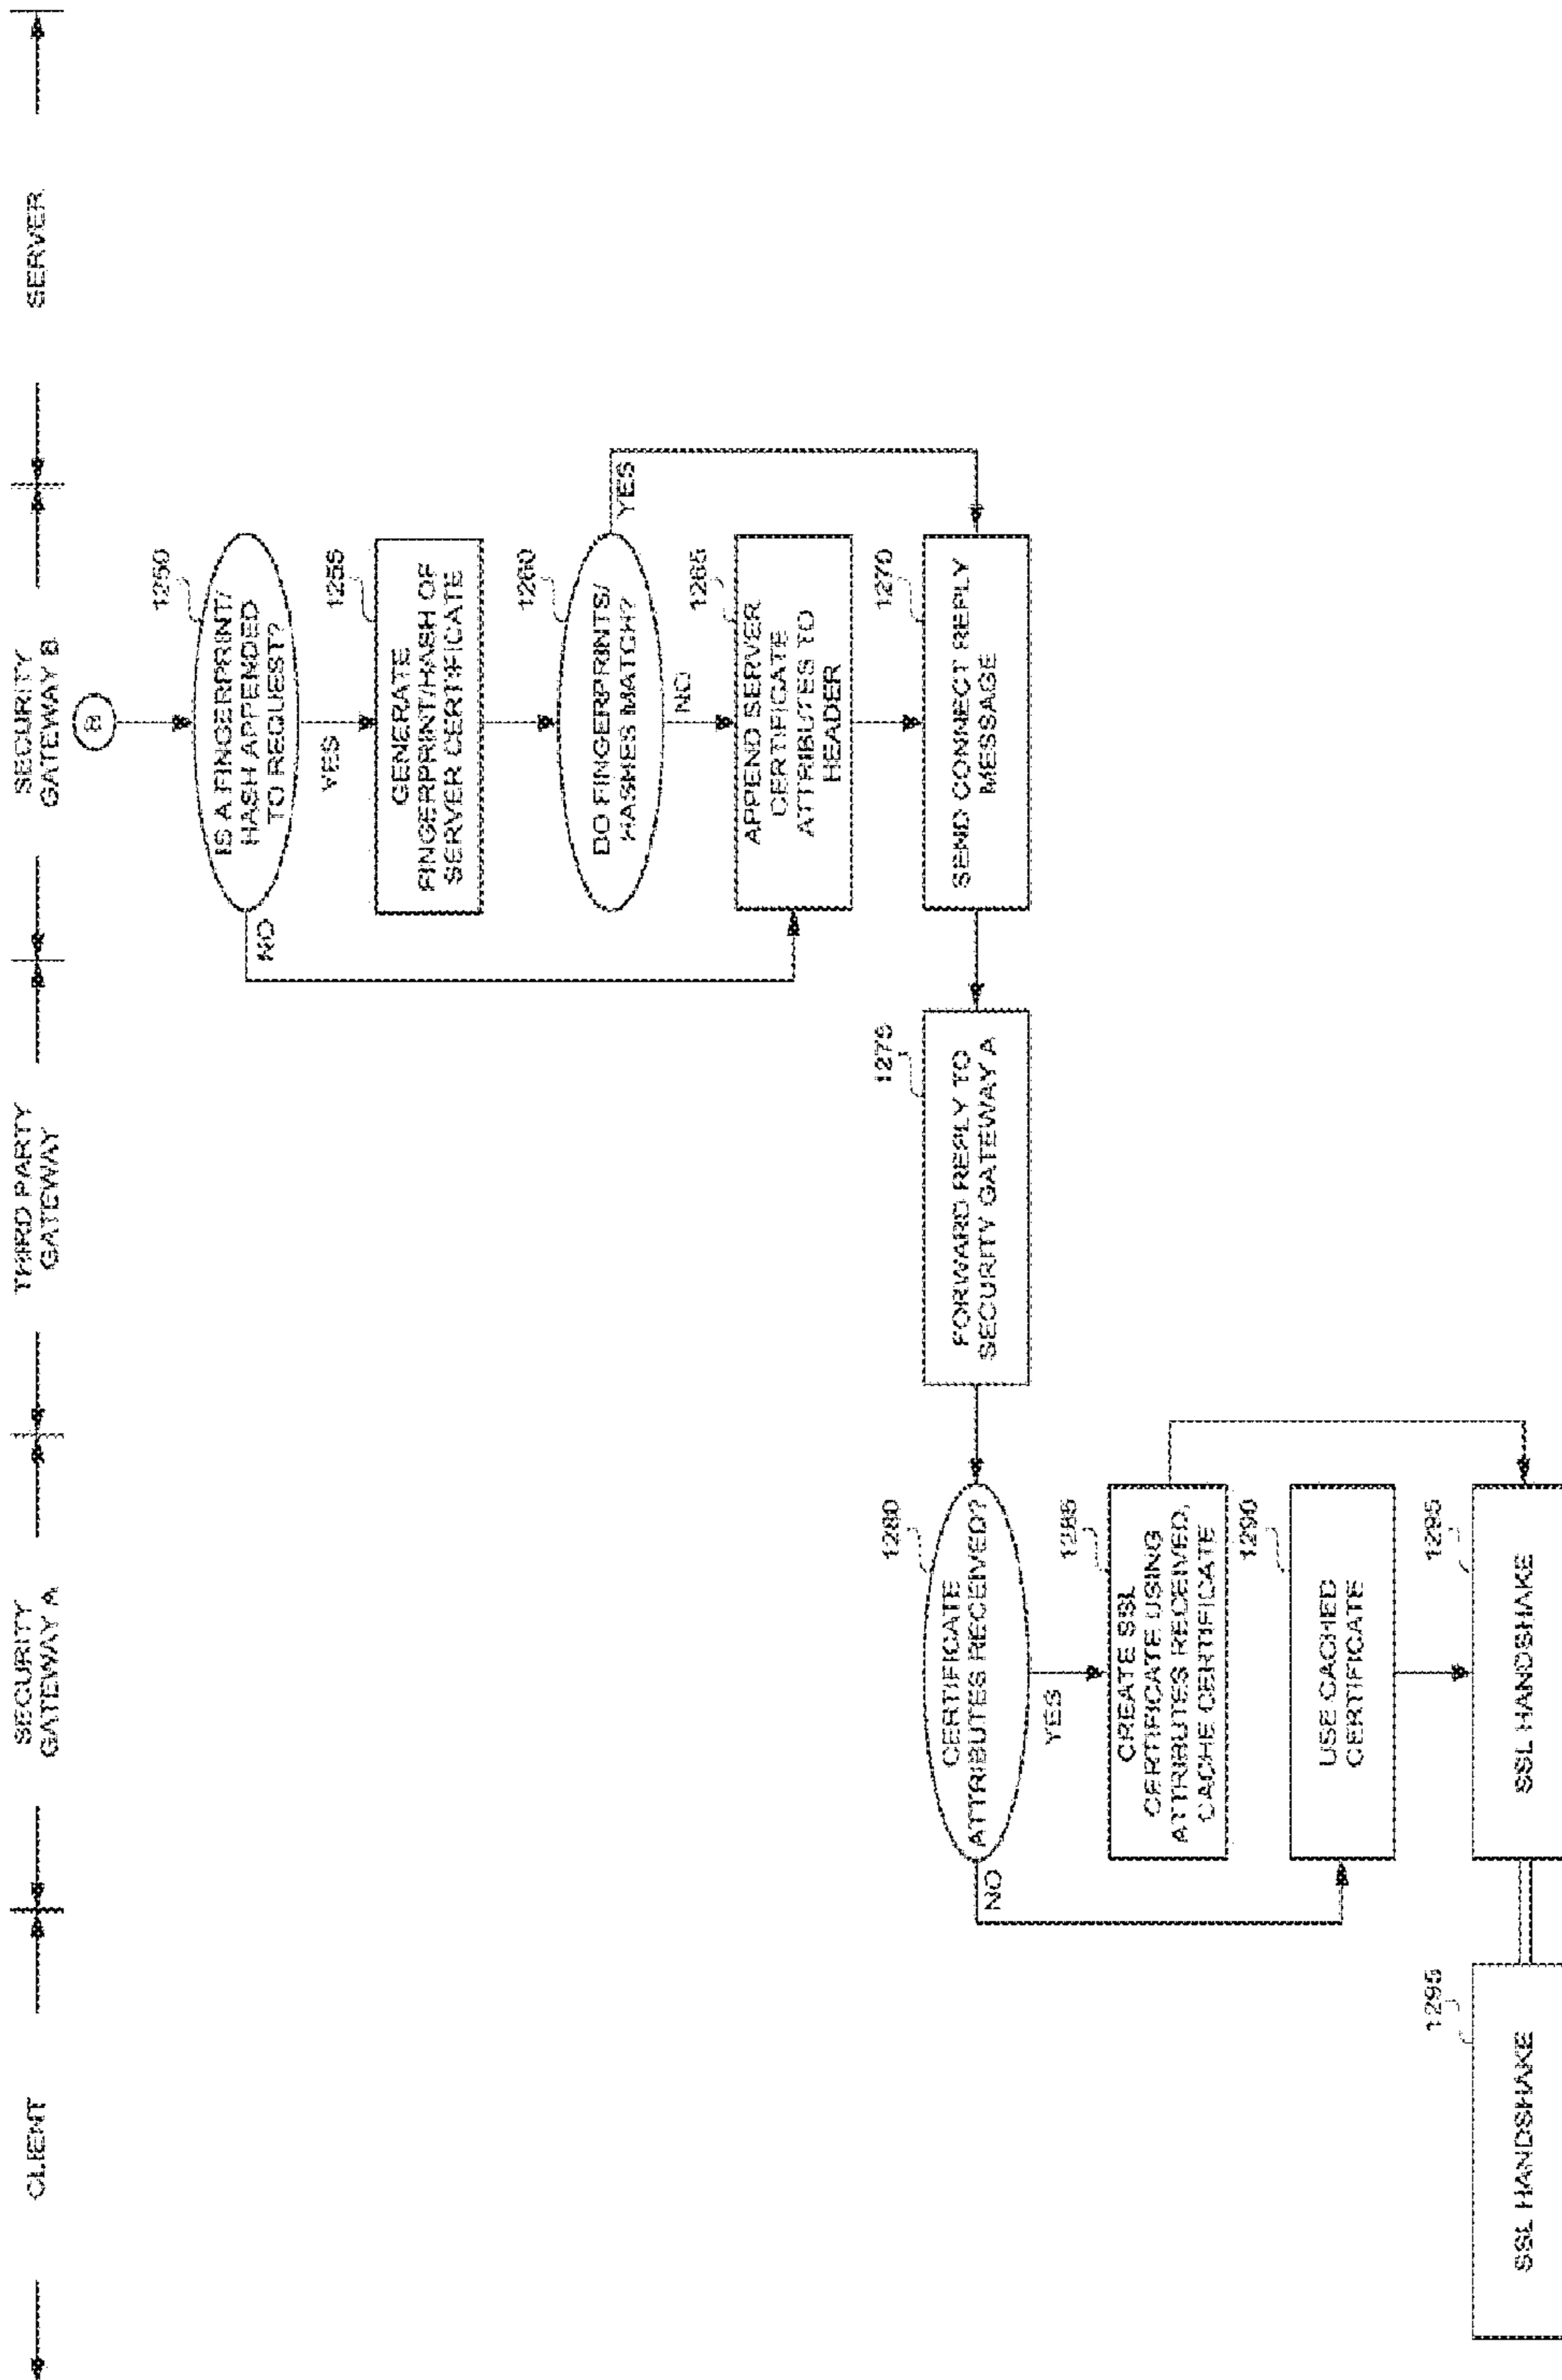 CLIENT
SECURITY
GATEWAY A
THIRD PARTY
GATEWAY
SECURITY
GATEWAY B
SERVER
B
1250
IS A FINGERPRINT/
HASH APPENDED
TO REQUEST?
NO
YES
1255
GENERATE
FINGERPRINT/HASH OF
SERVER CERTIFICATE
1260
DO FINGERPRINTS/
HASHES MATCH?
YES
NO
1265
APPEND SERVER
CERTIFICATE
ATTRIBUTES TO
HEADER
1270
SEND CONNECT REPLY
MESSAGE
1275
FORWARD REPLY TO
SECURITY GATEWAY A
1280
CERTIFICATE
ATTRIBUTES RECEIVED?
NO
YES
1285
CREATE SSL
CERTIFICATE USING
ATTRIBUTES RECEIVED,
CACHE CERTIFICATE
1290
USE CACHED
CERTIFICATE
1295
SSL HANDSHAKE
1295
SSL HANDSHAKE